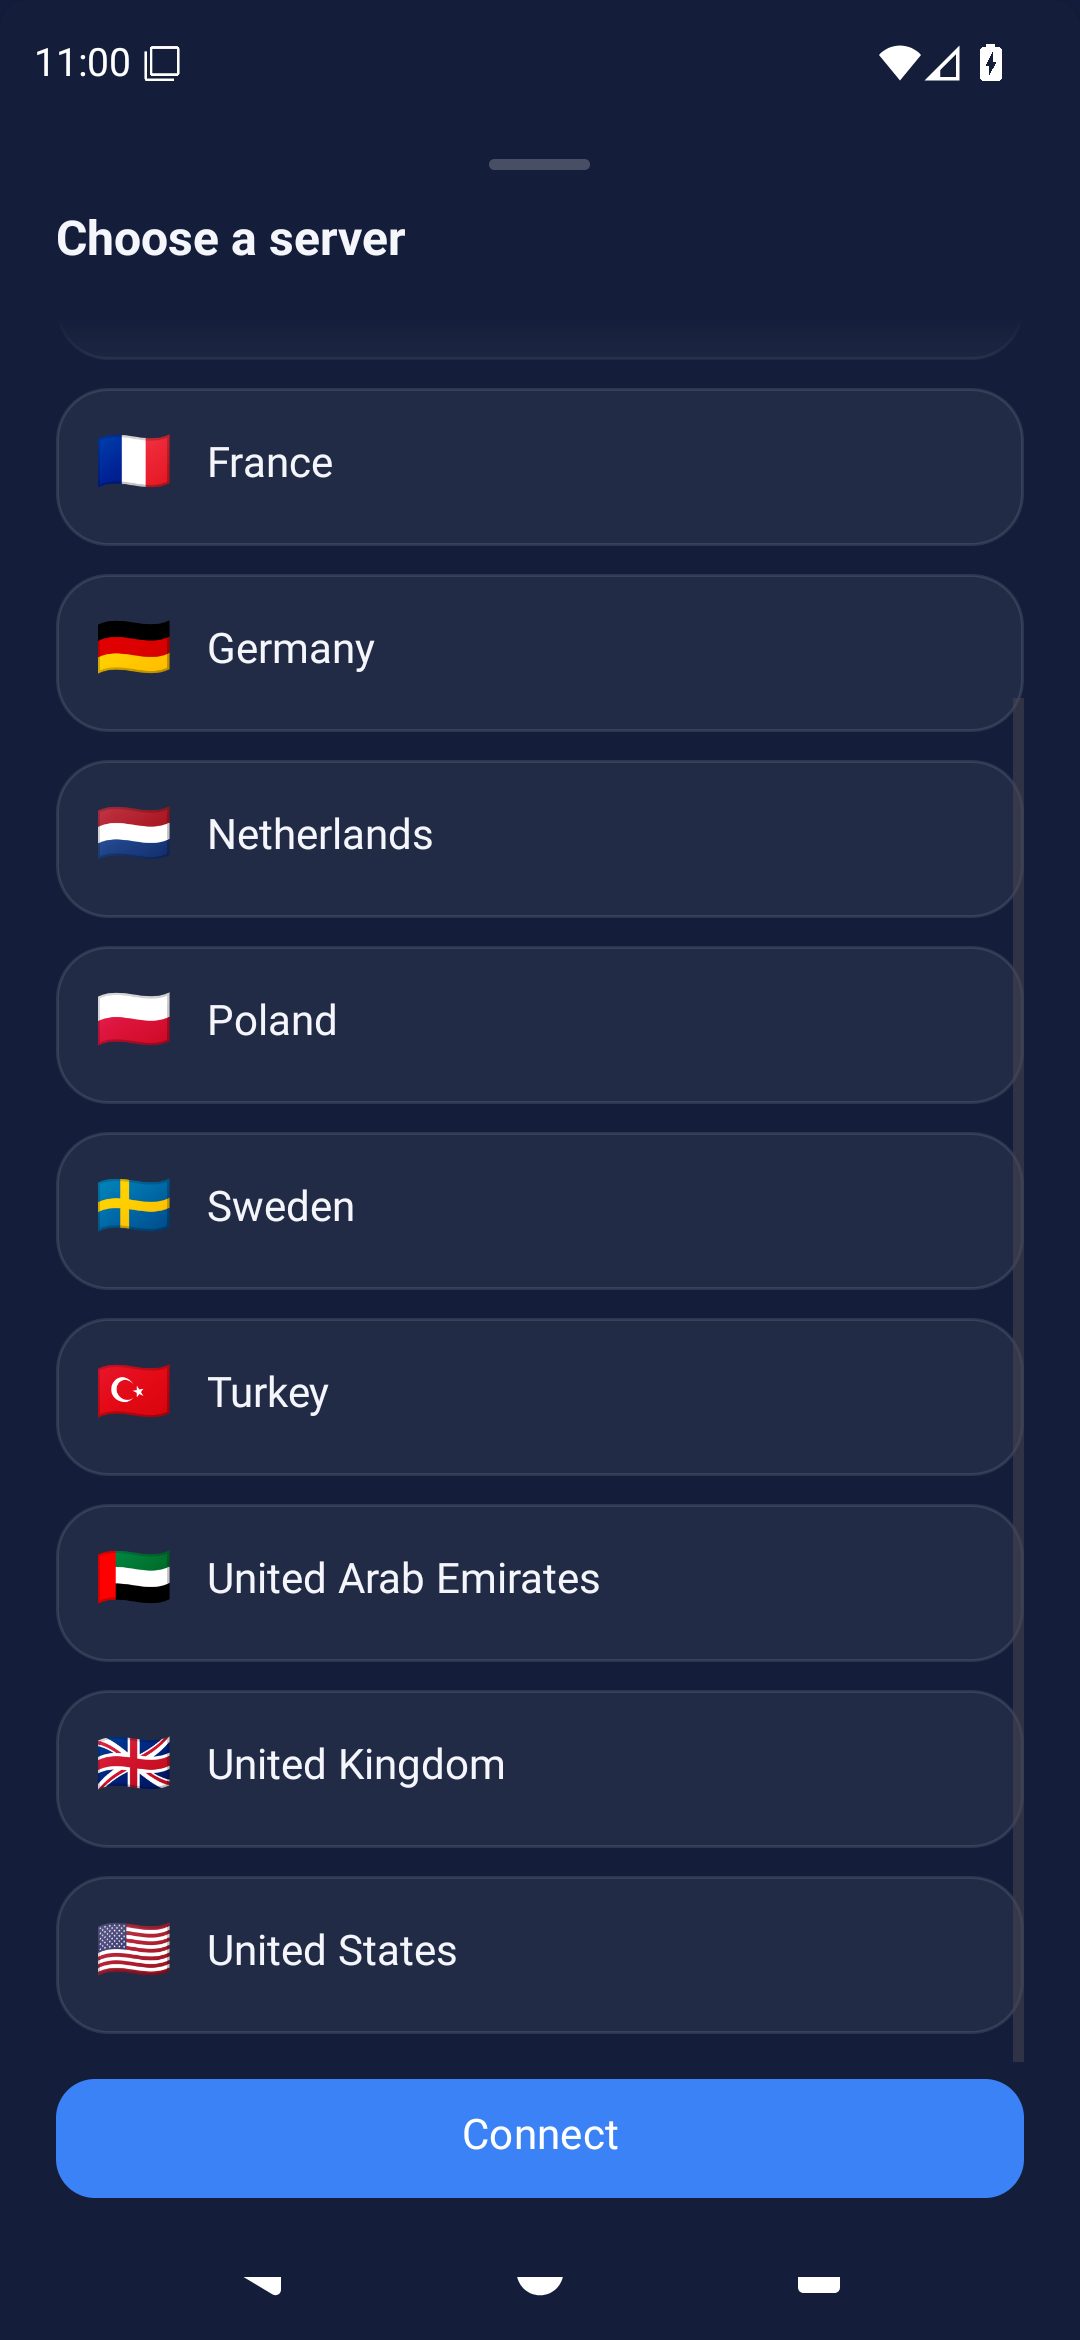 11:00
Choose a server
France
Germany
Netherlands
Poland
Sweden
Turkey
United Arab Emirates
United Kingdom
United States
Connect